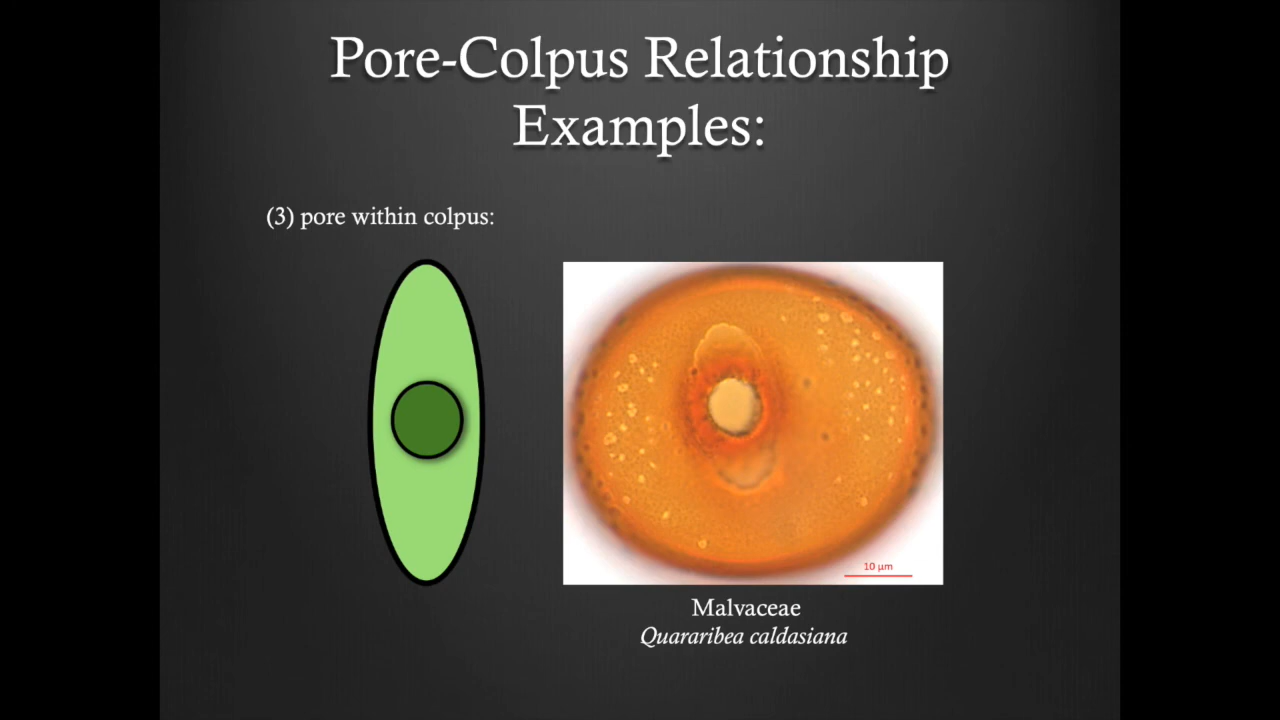 Pore-Colpus Relationship
Examples:
(3) pore within colpus:
10 µm
Malvaceae
Quararibea caldasiana